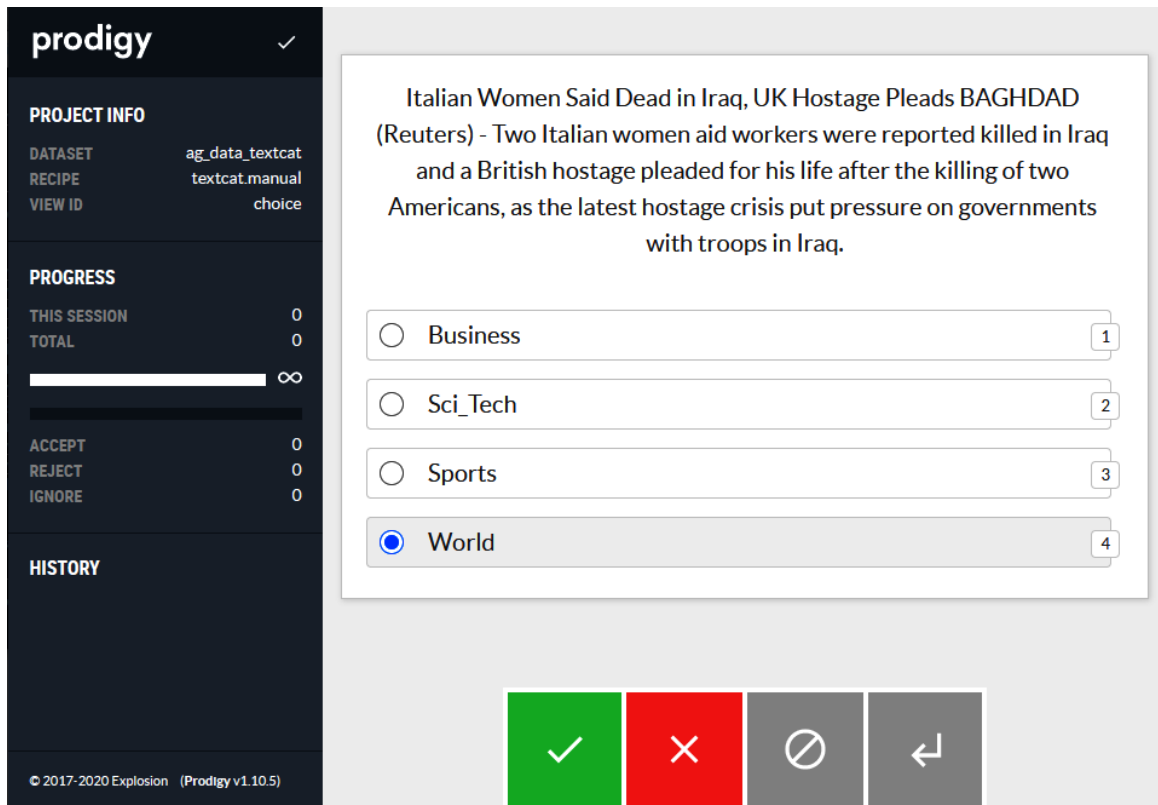 prodigy
PROJECT INFO
DATASET ag_data_textcat
RECIPE textcat.manual
VIEW ID choice
PROGRESS
THIS SESSION 0
TOTAL 0
∞
ACCEPT 0
REJECT 0
IGNORE 0
HISTORY
© 2017-2020 Explosion (Prodigy v1.10.5)
Italian Women Said Dead in Iraq, UK Hostage Pleads BAGHDAD
(Reuters) - Two Italian women aid workers were reported killed in Iraq
and a British hostage pleaded for his life after the killing of two
Americans, as the latest hostage crisis put pressure on governments
with troops in Iraq.
Business 1
Sci_Tech 2
Sports 3
World 4